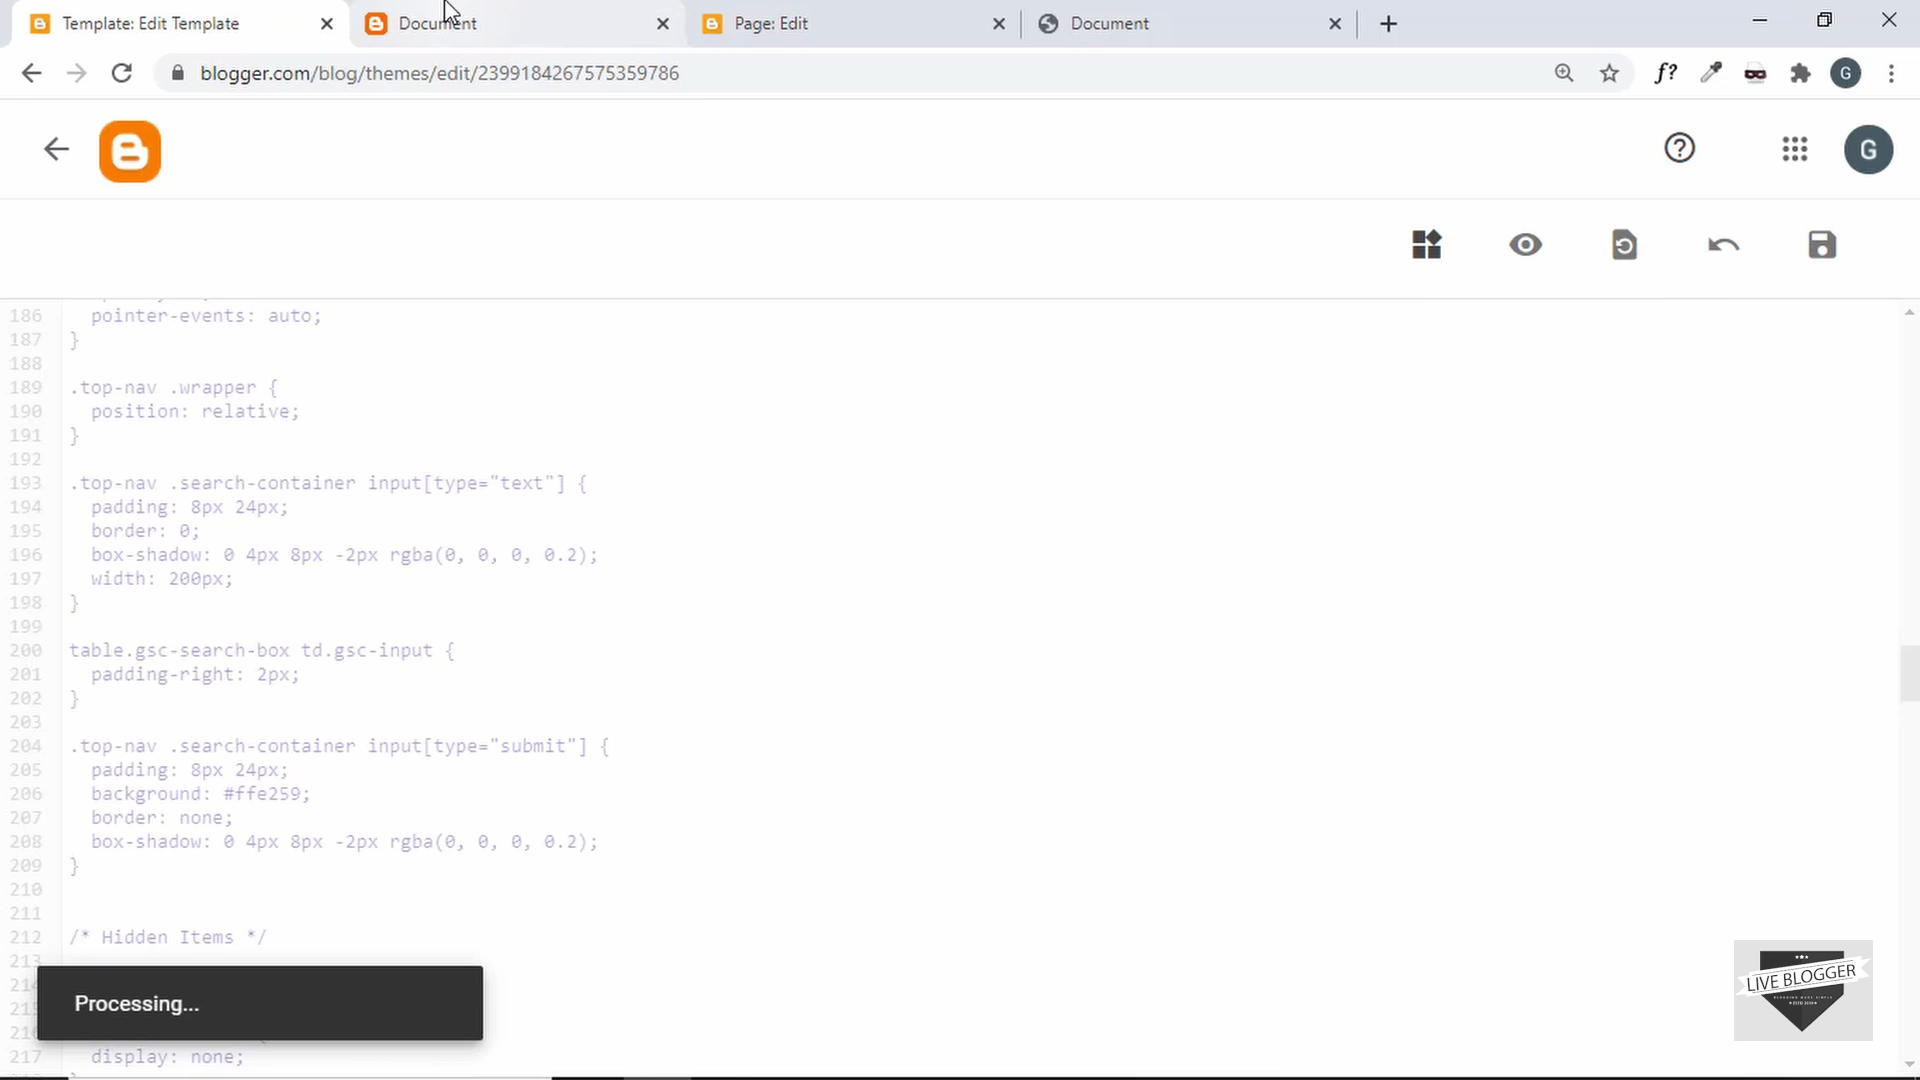 Template: Edit Template
Document
Page: Edit
Document
blogger.com/blog/themes/edit/2399184267575359786
f?
G
G
186 pointer-events: auto;
187 }
188
189 .top-nav .wrapper {
190 position: relative;
191 }
192
193 .top-nav .search-container input[type="text"] {
194 padding: 8px 24px;
195 border: 0;
196 box-shadow: 0 4px 8px -2px rgba(0, 0, 0, 0.2);
197 width: 200px;
198 }
199
200 table.gsc-search-box td.gsc-input {
201 padding-right: 2px;
202 }
203
204 .top-nav .search-container input[type="submit"] {
205 padding: 8px 24px;
206 background: #ffe259;
207 border: none;
208 box-shadow: 0 4px 8px -2px rgba(0, 0, 0, 0.2);
209 }
210
211
212 /* Hidden Items */
213
Processing...
217 display: none;
LIVE BLOGGER